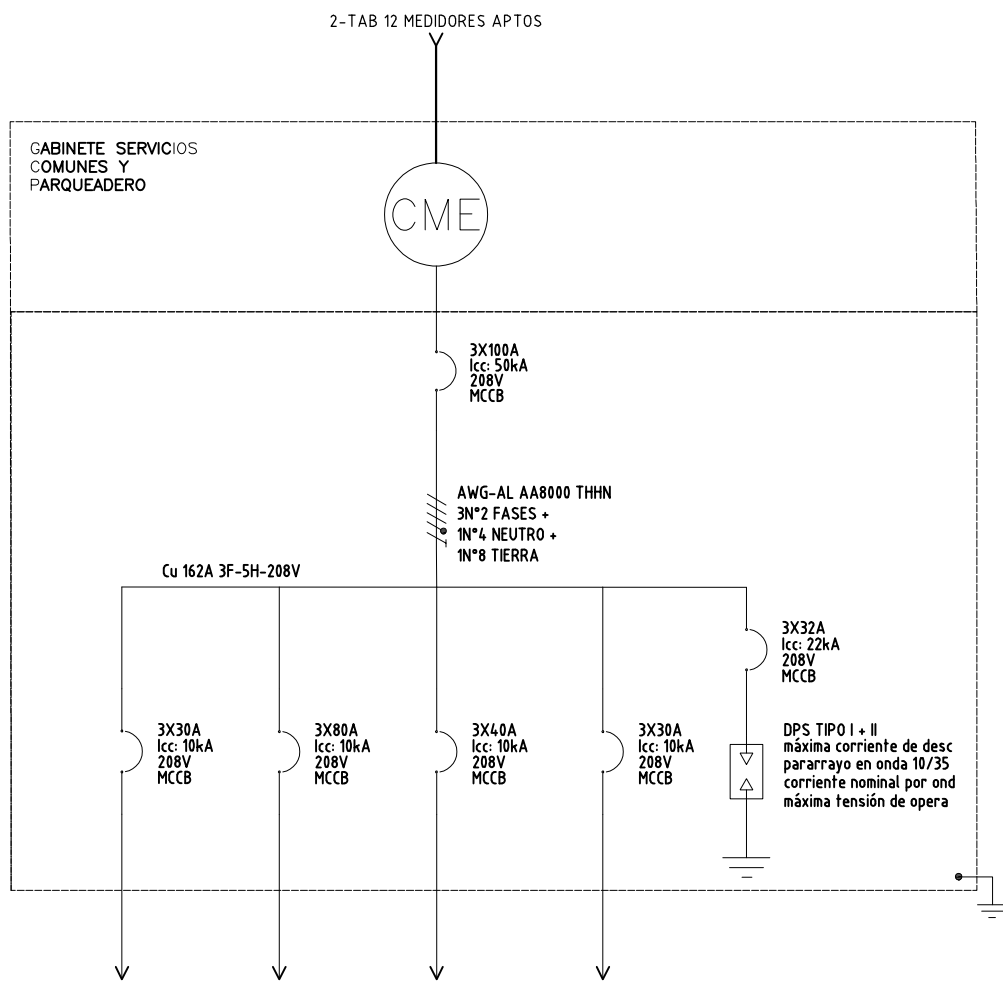 2-TAB 12 MEDIDORES APTOS
GABINETE SERVICIOS
COMUNES Y
PARQUEADERO
CME
3X100A
Icc: 50kA
208V
MCCB
AWG-AL AA8000 THHN
3N°2 FASES +
1N°4 NEUTRO +
1N°8 TIERRA
Cu 162A 3F-5H-208V
3X32A
Icc: 22kA
208V
MCCB
3X30A
Icc: 10kA
208V
MCCB
3X80A
Icc: 10kA
208V
MCCB
3X40A
Icc: 10kA
208V
MCCB
3X30A
Icc: 10kA
208V
MCCB
DPS TIPO I + II
máxima corriente de desc
pararrayo en onda 10/35
corriente nominal por ond
máxima tensión de opera